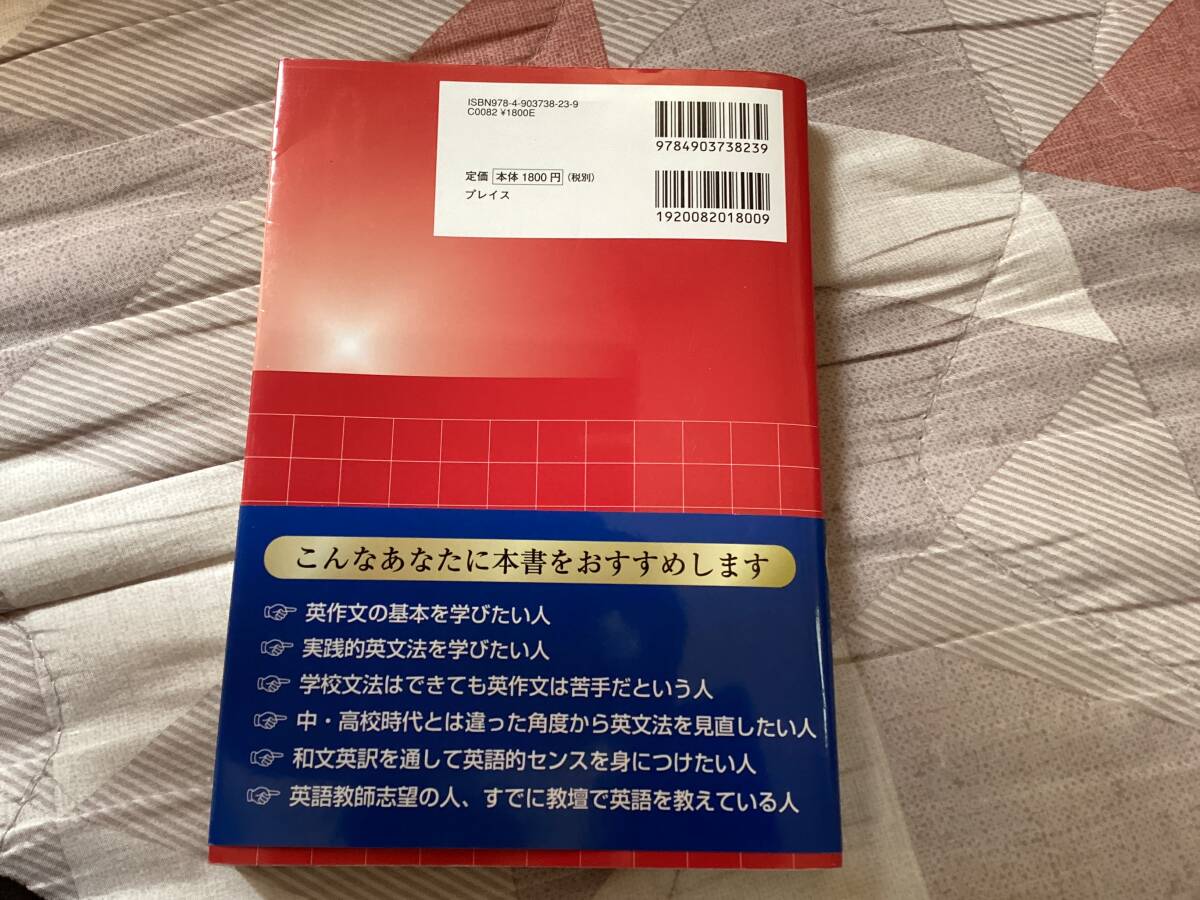 ISBN978-4-903738-23-9
C0082 ¥1800E
9784903738239
定価 本体 1800 円 (税別)
プレイス
1920082018009
こんなあなたに本書をおすすめします
英作文の基本を学びたい人
実践的英文法を学びたい人
学校文法はできても英作文は苦手だという人
中・高校時代とは違った角度から英文法を見直したい人
和文英訳を通して英語的センスを身につけたい人
英語教師志望の人、すでに教壇で英語を教えている人